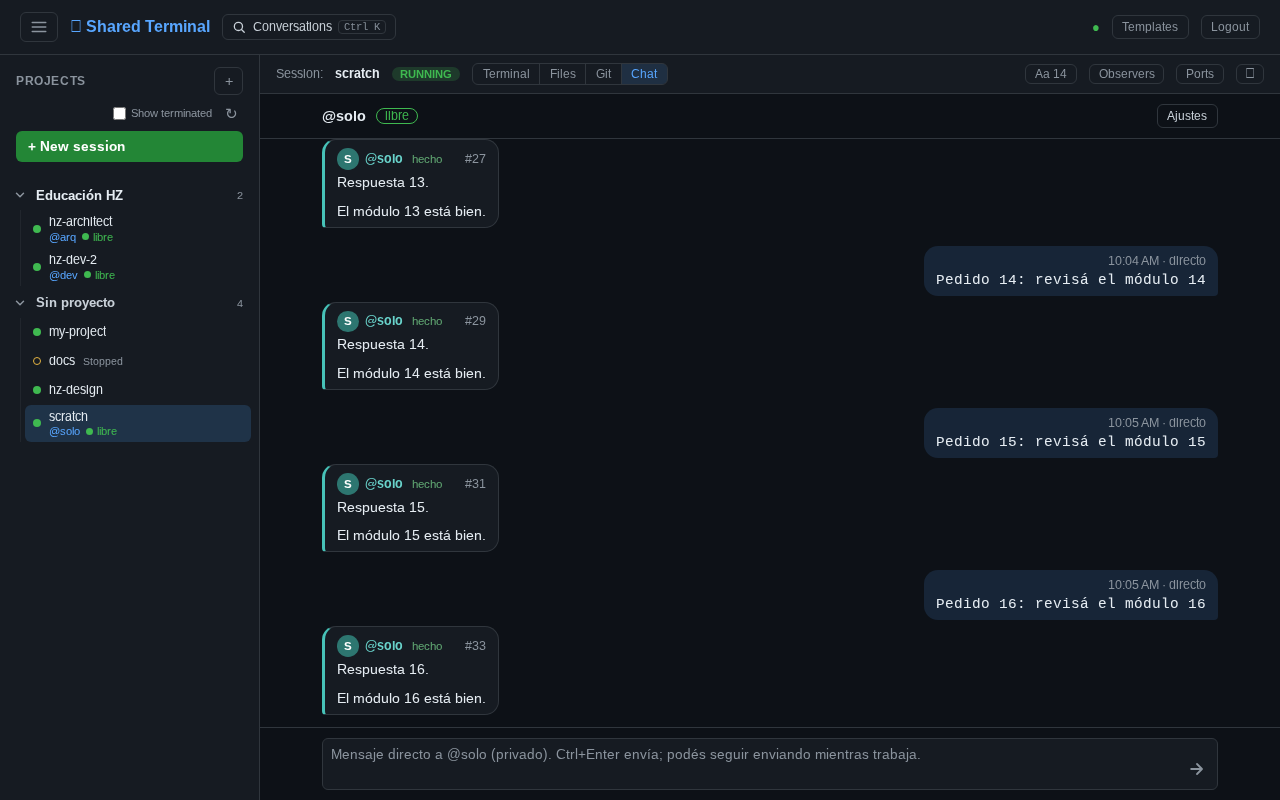 Shared Terminal
Conversations Ctrl K
Templates
Logout
PROJECTS
+
Show terminated ↻
+ New session
Educación HZ 2
hz-architect
@arq libre
hz-dev-2
@dev libre
Sin proyecto 4
my-project
docs Stopped
hz-design
scratch
@solo libre
Session: scratch RUNNING Terminal Files Git Chat
Aa 14 Observers Ports
@solo libre Ajustes
S @solo hecho #27
Respuesta 13.
El módulo 13 está bien.
10:04 AM · directo
Pedido 14: revisá el módulo 14
S @solo hecho #29
Respuesta 14.
El módulo 14 está bien.
10:05 AM · directo
Pedido 15: revisá el módulo 15
S @solo hecho #31
Respuesta 15.
El módulo 15 está bien.
10:05 AM · directo
Pedido 16: revisá el módulo 16
S @solo hecho #33
Respuesta 16.
El módulo 16 está bien.
Mensaje directo a @solo (privado). Ctrl+Enter envía; podés seguir enviando mientras trabaja.